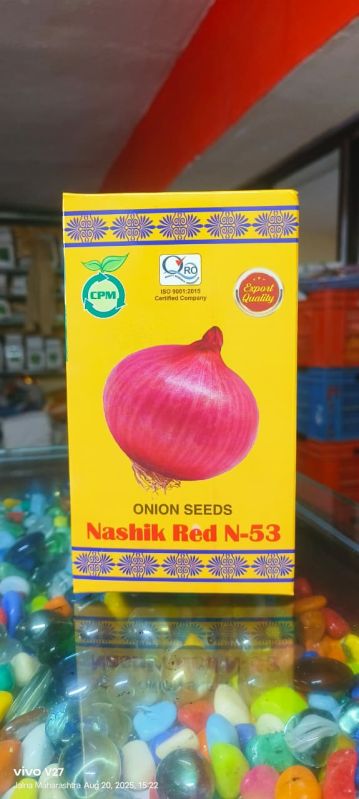 CPM
QRO
ISO 9001:2015
Certified Company
Export
Quality
ONION SEEDS
Nashik Red N-53
vivo V27
Jalna Maharashtra Aug 20, 2025, 15:22